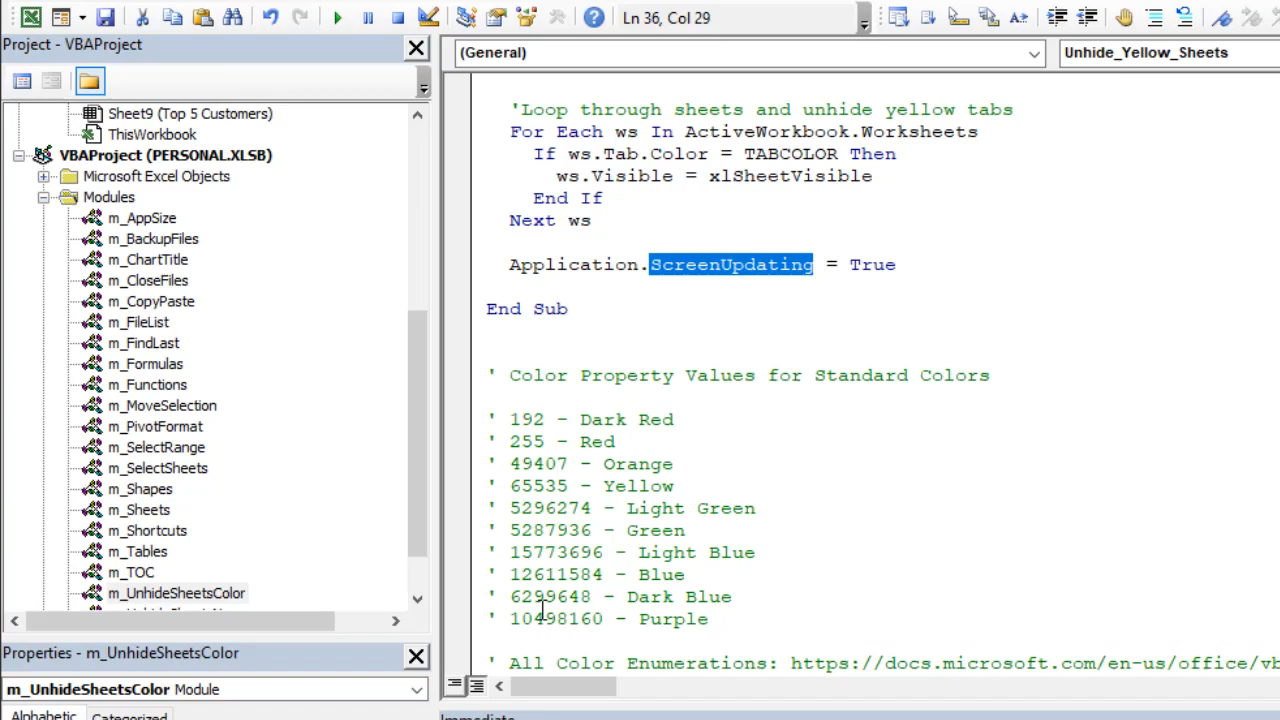 Ln 36, Col 29
Project - VBAProject
(General)
Unhide_Yellow_Sheets
Sheet9 (Top 5 Customers)
ThisWorkbook
VBAProject (PERSONAL.XLSB)
Microsoft Excel Objects
Modules
m_AppSize
m_BackupFiles
m_ChartTitle
m_CloseFiles
m_CopyPaste
m_FileList
m_FindLast
m_Formulas
m_Functions
m_MoveSelection
m_PivotFormat
m_SelectRange
m_SelectSheets
m_Shapes
m_Sheets
m_Shortcuts
m_Tables
m_TOC
m_UnhideSheetsColor
Properties - m_UnhideSheetsColor
m_UnhideSheetsColor Module
Alphabetic Categorized
'Loop through sheets and unhide yellow tabs
For Each ws In ActiveWorkbook.Worksheets
If ws.Tab.Color = TABCOLOR Then
ws.Visible = xlSheetVisible
End If
Next ws
Application.ScreenUpdating = True
End Sub
' Color Property Values for Standard Colors
' 192 - Dark Red
' 255 - Red
' 49407 - Orange
' 65535 - Yellow
' 5296274 - Light Green
' 5287936 - Green
' 15773696 - Light Blue
' 12611584 - Blue
' 6299648 - Dark Blue
' 10498160 - Purple
' All Color Enumerations: https://docs.microsoft.com/en-us/office/vb
Immediate